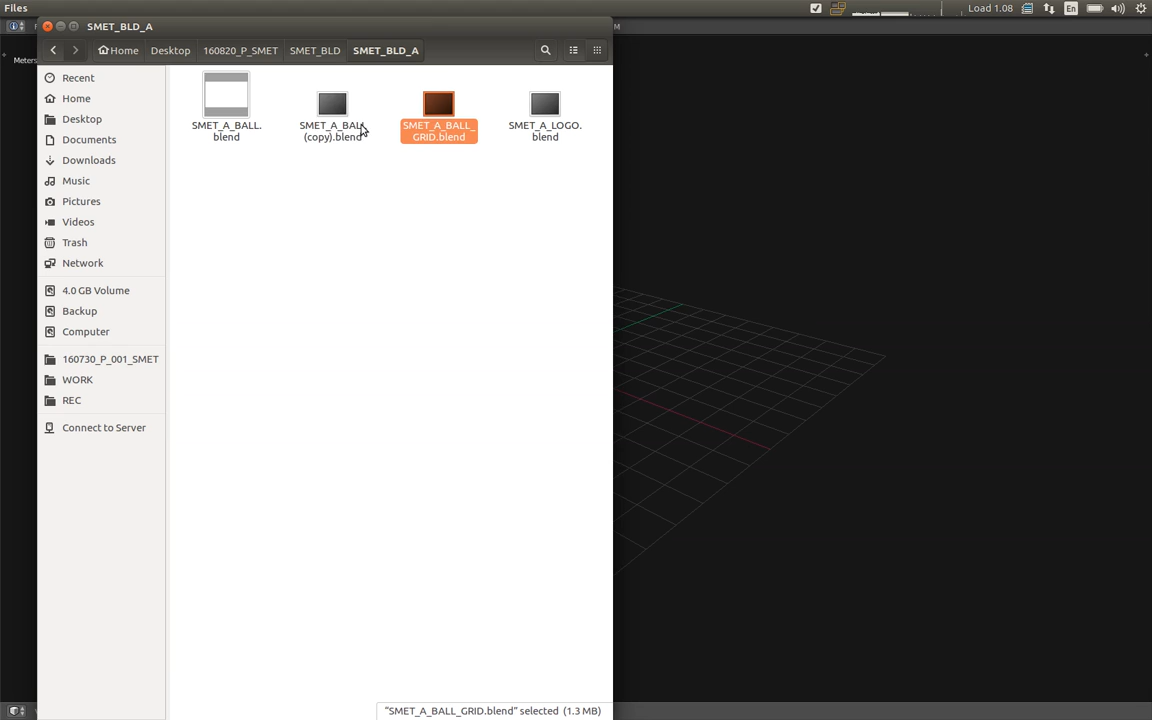 Files
Load 1.08
En
SMET_BLD_A
M
Home
Desktop
160820_P_SMET
SMET_BLD
SMET_BLD_A
Meters
Recent
Home
Desktop
Documents
Downloads
Music
Pictures
Videos
Trash
Network
4.0 GB Volume
Backup
Computer
160730_P_001_SMET
WORK
REC
Connect to Server
SMET_A_BALL.
blend
SMET_A_BALL
(copy).blend
SMET_A_BALL_
GRID.blend
SMET_A_LOGO.
blend
"SMET_A_BALL_GRID.blend" selected (1.3 MB)